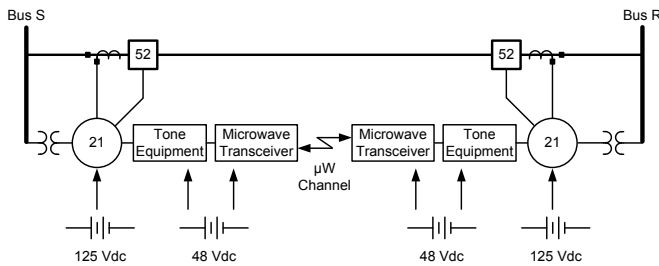 Bus S
Bus R
52
52
21
Tone
Equipment
Microwave
Transceiver
µW
Channel
Microwave
Transceiver
Tone
Equipment
21
125 Vdc
48 Vdc
48 Vdc
125 Vdc